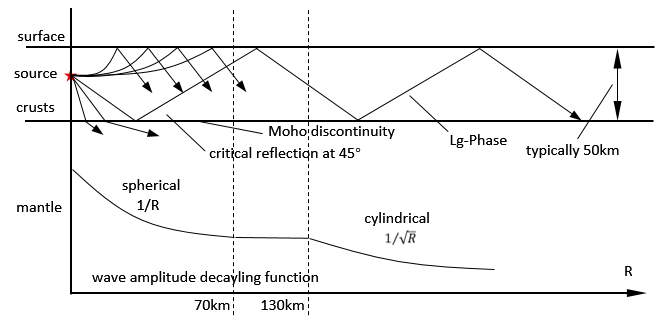 surface
source
crusts
Moho discontinuity
critical reflection at 45°
Lg-Phase
typically 50km
mantle
spherical
1/R
cylindrical
1/√R
wave amplitude decaylling function
R
70km
130km